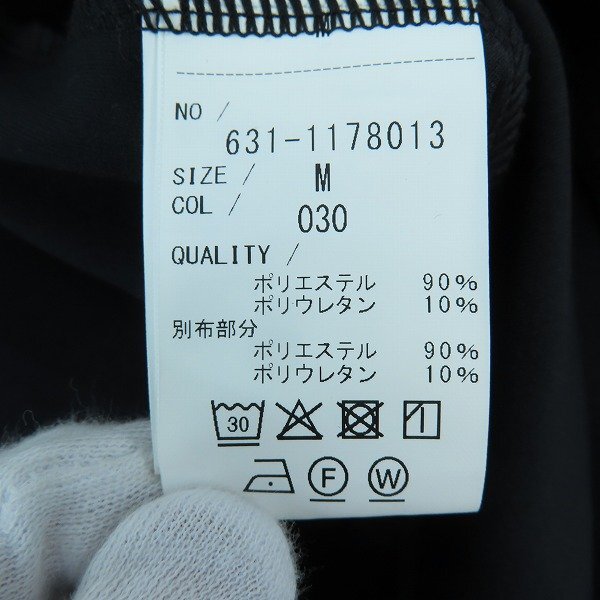 M
NO / 631-1178013
SIZE / M
COL / 030
QUALITY /
ポリエステル 90%
ポリウレタン 10%
別布部分
ポリエステル 90%
ポリウレタン 10%
30
F W